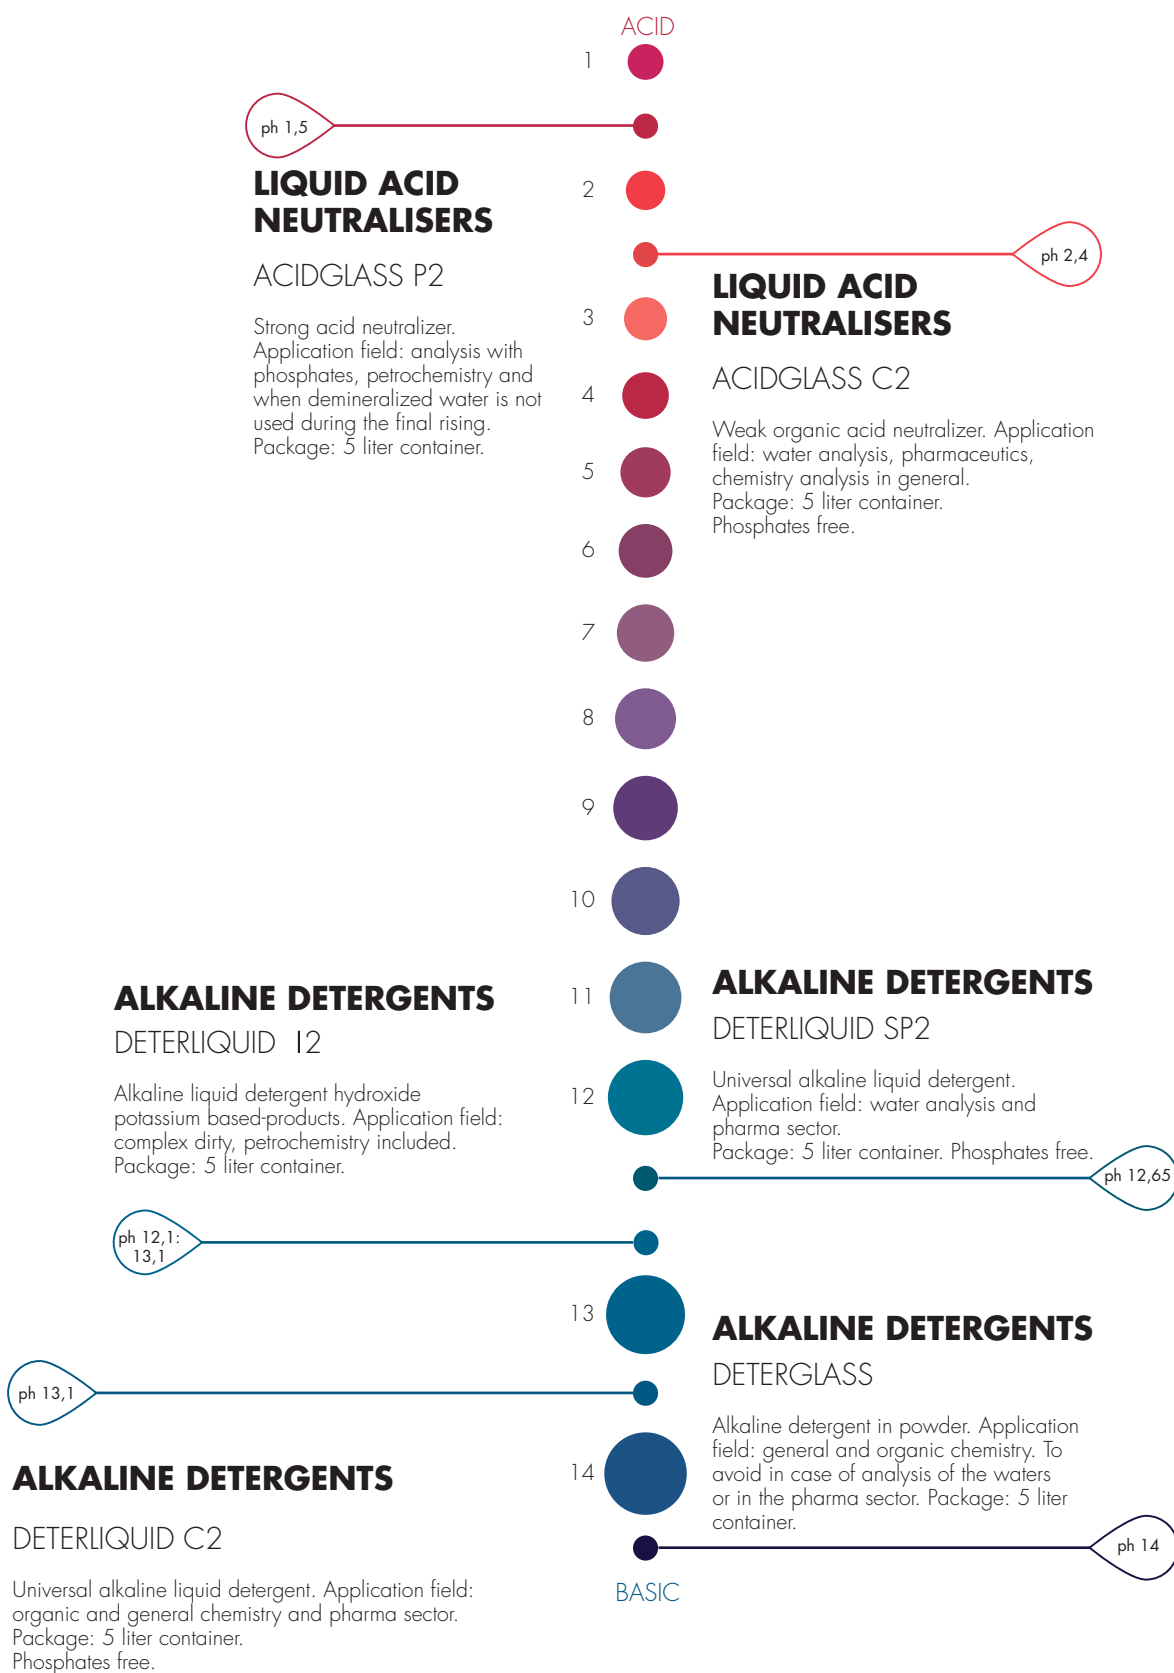 ACID
1
ph 1,5
LIQUID ACID
NEUTRALISERS
ACIDGLASS P2
Strong acid neutralizer.
Application field: analysis with
phosphates, petrochemistry and
when demineralized water is not
used during the final rising.
Package: 5 liter container.
2
ph 2,4
LIQUID ACID
NEUTRALISERS
ACIDGLASS C2
Weak organic acid neutralizer. Application
field: water analysis, pharmaceutics,
chemistry analysis in general.
Package: 5 liter container.
Phosphates free.
3
4
5
6
7
8
9
10
11
ALKALINE DETERGENTS
DETERLIQUID I2
Alkaline liquid detergent hydroxide
potassium based-products. Application field:
complex dirty, petrochemistry included.
Package: 5 liter container.
ph 12,1:
13,1
ALKALINE DETERGENTS
DETERLIQUID SP2
Universal alkaline liquid detergent.
Application field: water analysis and
pharma sector.
Package: 5 liter container. Phosphates free.
ph 12,65
12
13
ph 13,1
ALKALINE DETERGENTS
DETERLIQUID C2
Universal alkaline liquid detergent. Application field:
organic and general chemistry and pharma sector.
Package: 5 liter container.
Phosphates free.
ALKALINE DETERGENTS
DETERGLASS
Alkaline detergent in powder. Application
field: general and organic chemistry. To
avoid in case of analysis of the waters
or in the pharma sector. Package: 5 liter
container.
14
ph 14
BASIC